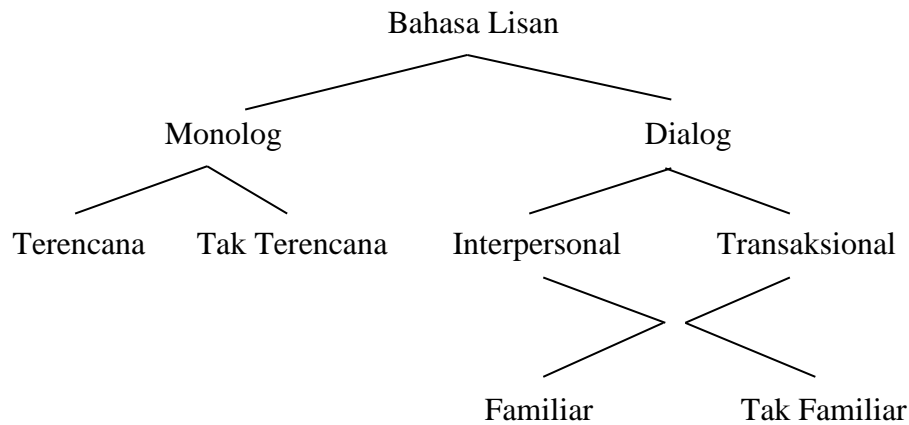 Bahasa Lisan
Monolog Dialog
Terencana Tak Terencana Interpersonal Transaksional
Familiar Tak Familiar